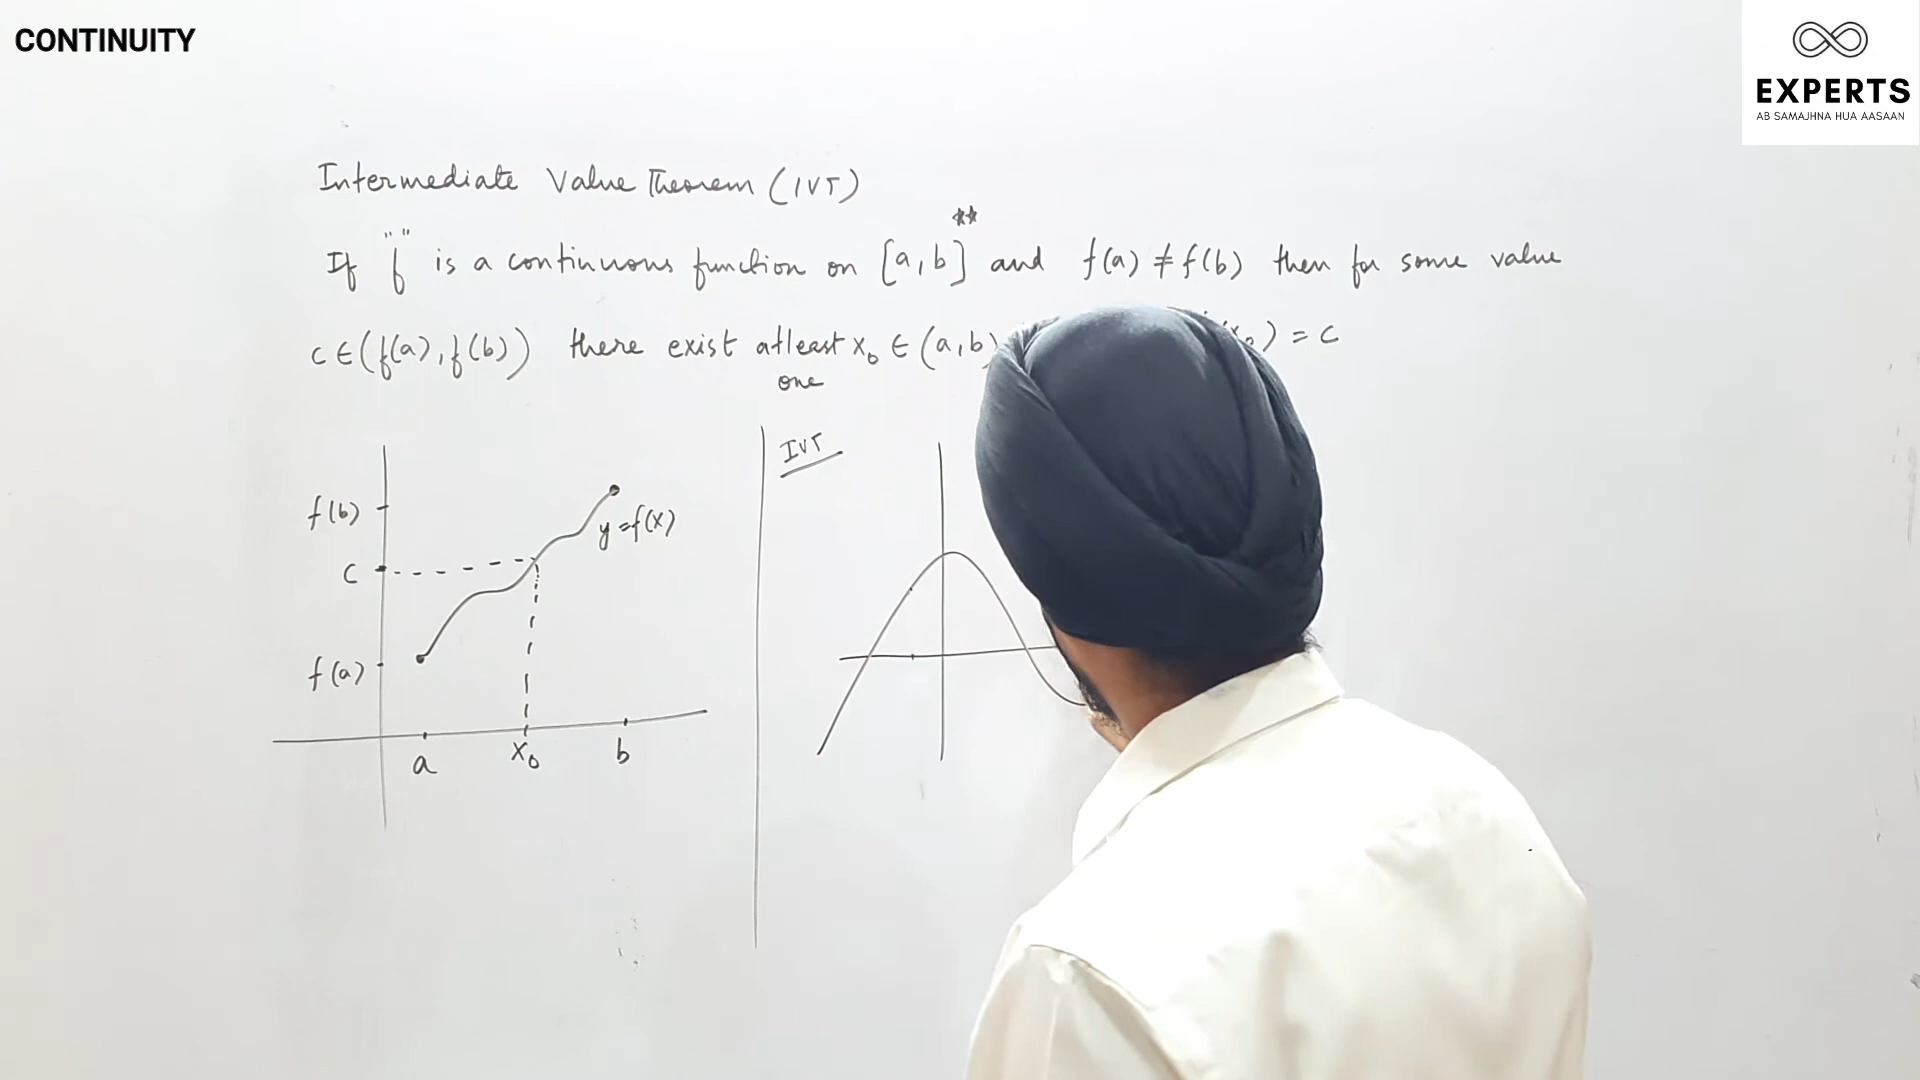 CONTINUITY
EXPERTS
AB SAMAJHNA HUA AASAAN
Intermediate Value Theorem (IVT)
**
If "f" is a continuous function on [a,b] and f(a) ≠ f(b) then for some value
c ∈ (f(a), f(b)) there exist atleast x₀ ∈ (a,b) x₀) = c
one
IVT
f(b)
y=f(x)
c
f(a)
a x₀ b